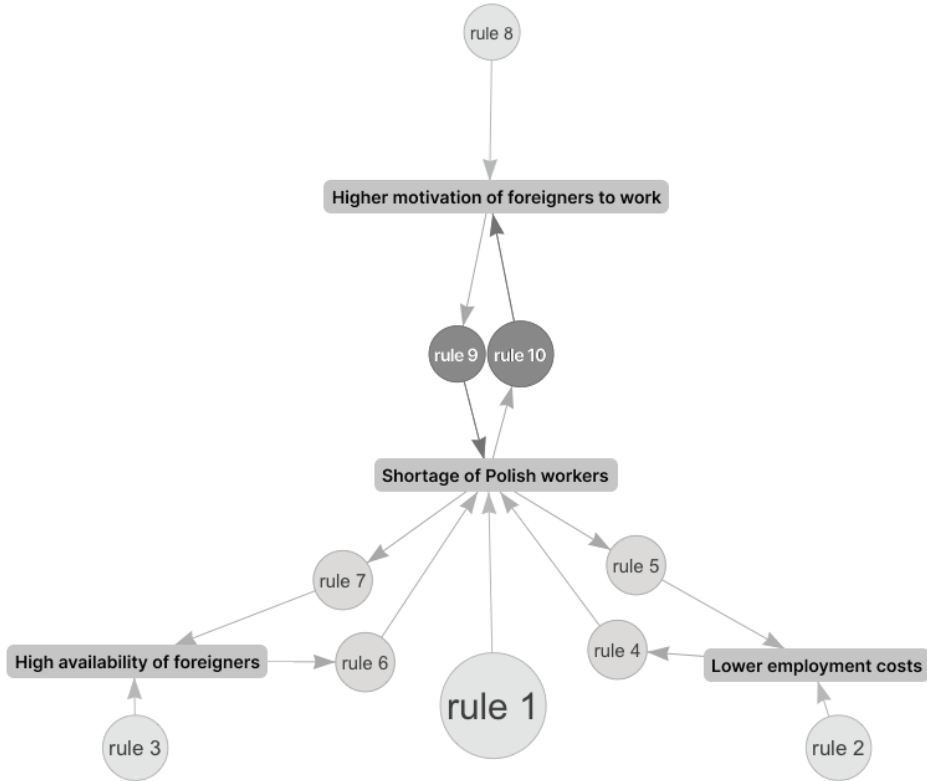 rule 8
Higher motivation of foreigners to work
rule 9
rule 10
Shortage of Polish workers
rule 7
rule 5
High availability of foreigners
rule 6
rule 4
Lower employment costs
rule 1
rule 3
rule 2